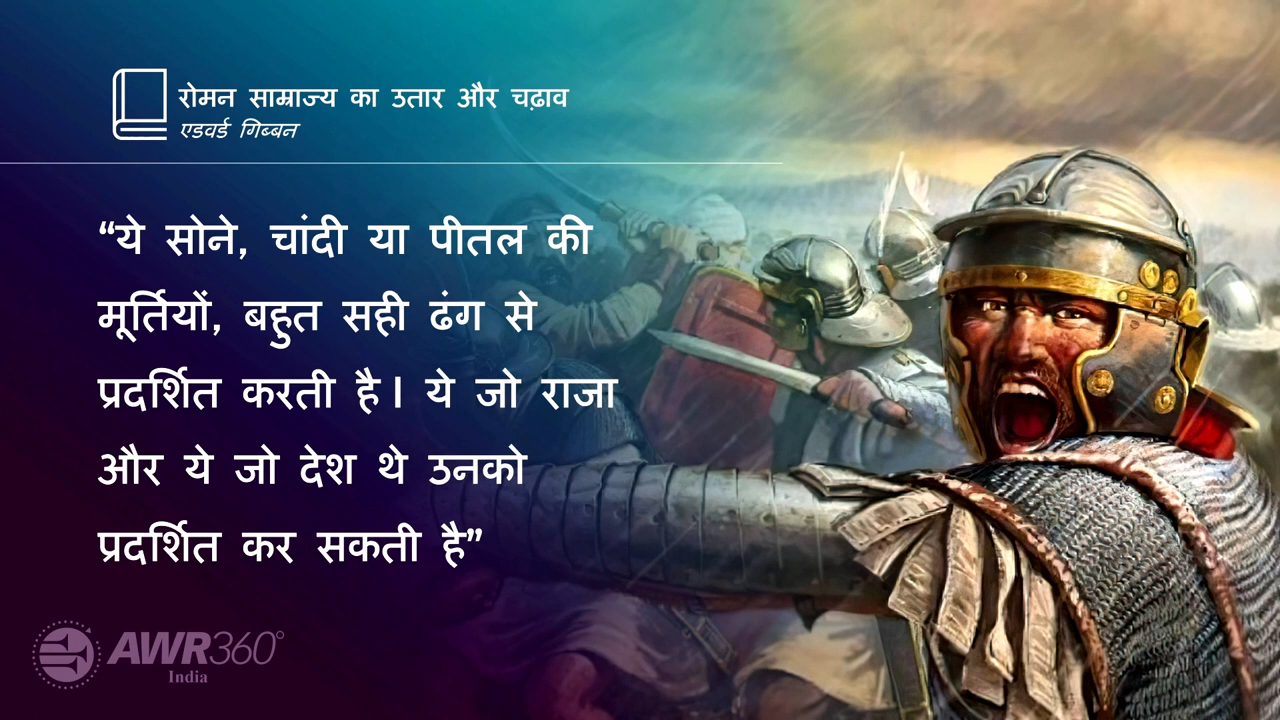 रोमन साम्राज्य का उतार और चढ़ाव
एडवर्ड गिब्बन
“ये सोने, चांदी या पीतल की
मूर्तियों, बहुत सही ढंग से
प्रदर्शित करती है। ये जो राजा
और ये जो देश थे उनको
प्रदर्शित कर सकती है”
AWR360°
India